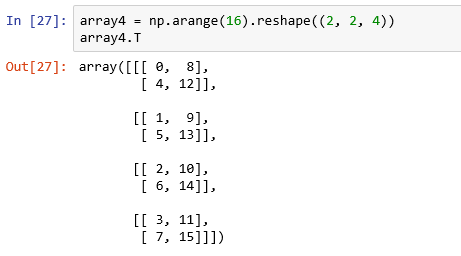 In [27]: array4 = np.arange(16).reshape((2, 2, 4))
array4.T
Out[27]: array([[[ 0,  8],
        [ 4, 12]],

       [[ 1,  9],
        [ 5, 13]],

       [[ 2, 10],
        [ 6, 14]],

       [[ 3, 11],
        [ 7, 15]]])